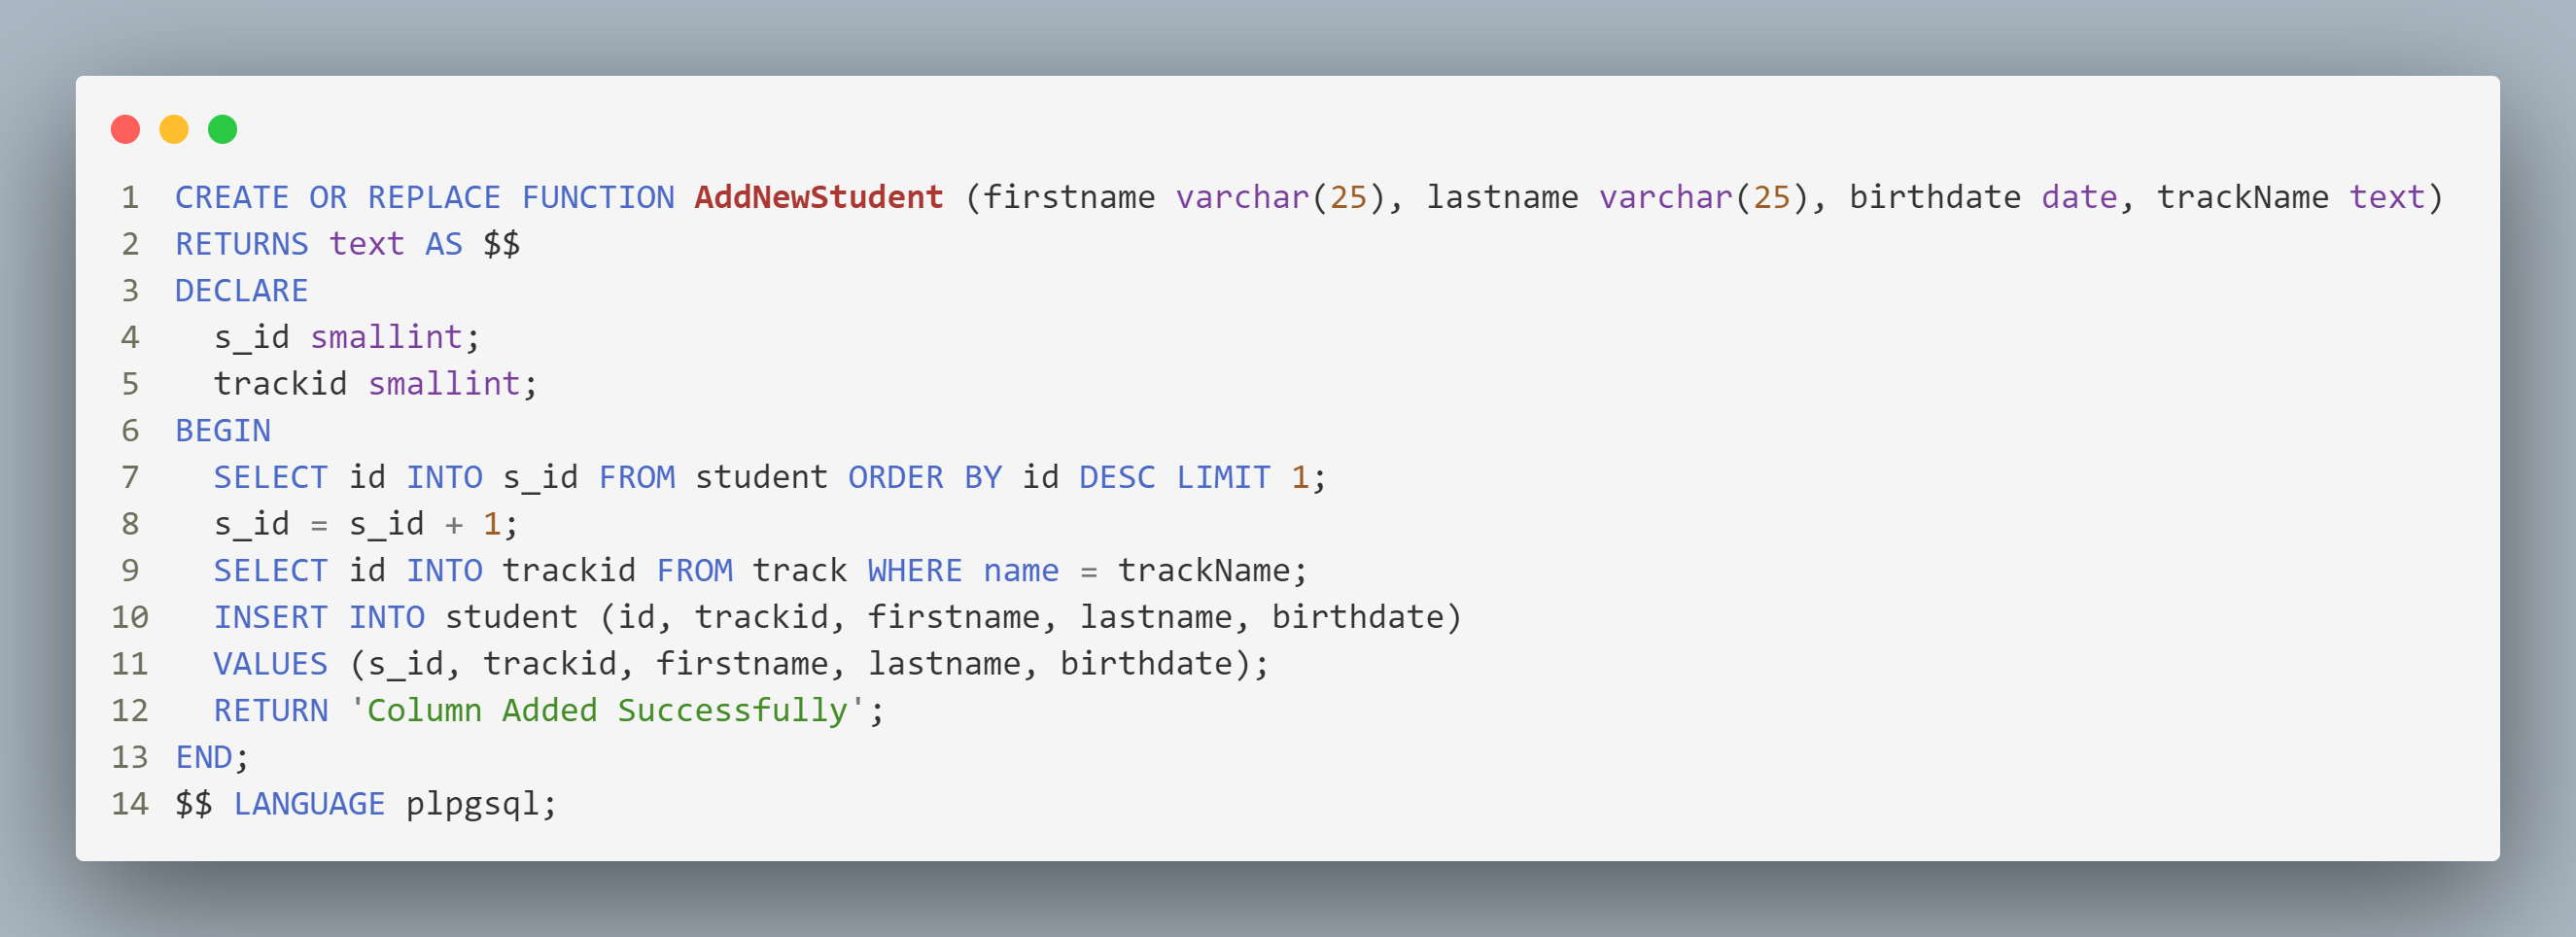 1 CREATE OR REPLACE FUNCTION AddNewStudent (firstname varchar(25), lastname varchar(25), birthdate date, trackName text)
2 RETURNS text AS $$
3 DECLARE
4   s_id smallint;
5   trackid smallint;
6 BEGIN
7   SELECT id INTO s_id FROM student ORDER BY id DESC LIMIT 1;
8   s_id = s_id + 1;
9   SELECT id INTO trackid FROM track WHERE name = trackName;
10   INSERT INTO student (id, trackid, firstname, lastname, birthdate)
11   VALUES (s_id, trackid, firstname, lastname, birthdate);
12   RETURN 'Column Added Successfully';
13 END;
14 $$ LANGUAGE plpgsql;